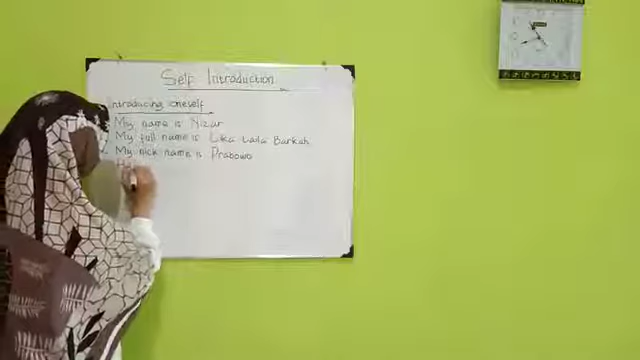 Self Introduction
Introducing oneself
My name is Nizar
My full name is Lika Laila Barkah
My nick name is Prabowo